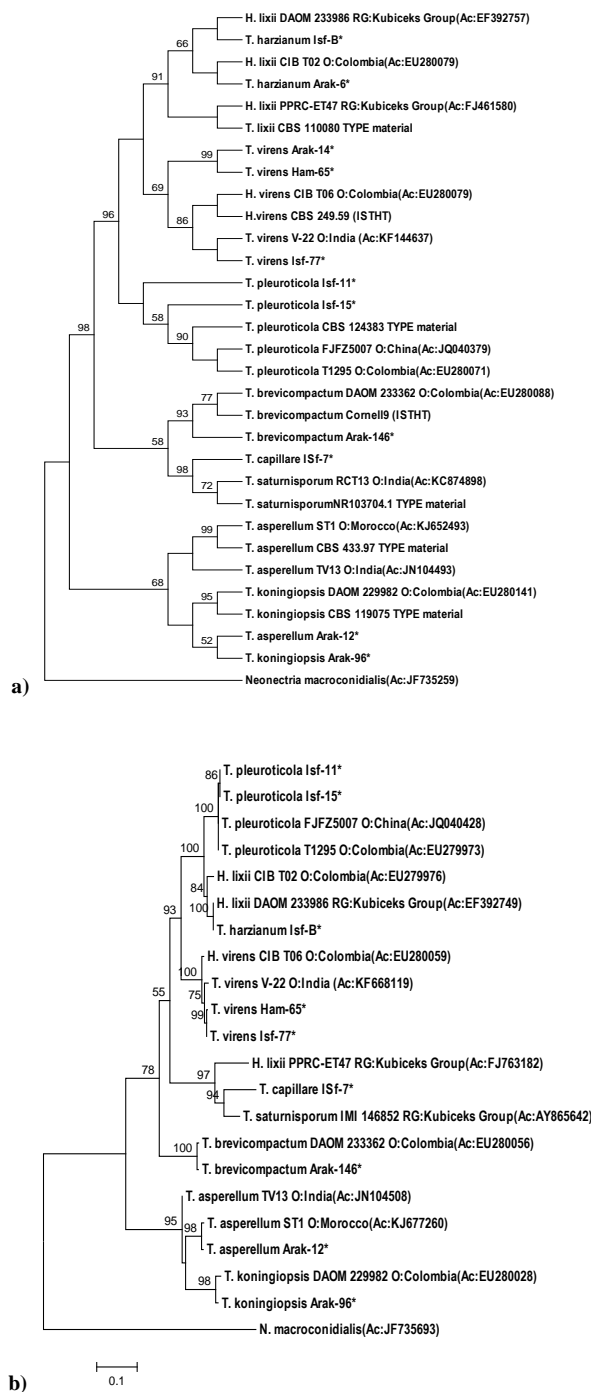 H. lixii DAOM 233986 RG:Kubiceks Group(Ac:EF392757)
66
T. harzianum Isf-B*
H. lixii CIB T02 O:Colombia(Ac:EU280079)
91
T. harzianum Arak-6*
H. lixii PPRC-ET47 RG:Kubiceks Group(Ac:FJ461580)
T. lixii CBS 110080 TYPE material
99
T. virens Arak-14*
T. virens Ham-65*
69
H. virens CIB T06 O:Colombia(Ac:EU280079)
96
86
H.virens CBS 249.59 (ISTHT)
T. virens V-22 O:India (Ac:KF144637)
T. virens Isf-77*
T. pleuroticola Isf-11*
T. pleuroticola Isf-15*
58
98
T. pleuroticola CBS 124383 TYPE material
90
T. pleuroticola FJFZ5007 O:China(Ac:JQ040379)
T. pleuroticola T1295 O:Colombia(Ac:EU280071)
77
T. brevicompactum DAOM 233362 O:Colombia(Ac:EU280088)
93
T. brevicompactum Cornell9 (ISTHT)
58
T. brevicompactum Arak-146*
T. capillare ISf-7*
98
T. saturnisporum RCT13 O:India(Ac:KC874898)
72
T. saturnisporumNR103704.1 TYPE material
99
T. asperellum ST1 O:Morocco(Ac:KJ652493)
T. asperellum CBS 433.97 TYPE material
T. asperellum TV13 O:India(Ac:JN104493)
68
95
T. koningiopsis DAOM 229982 O:Colombia(Ac:EU280141)
T. koningiopsis CBS 119075 TYPE material
T. asperellum Arak-12*
52
T. koningiopsis Arak-96*
Neonectria macroconidialis(Ac:JF735259)
a)
86
T. pleuroticola Isf-11*
T. pleuroticola Isf-15*
100
T. pleuroticola FJFZ5007 O:China(Ac:JQ040428)
100
T. pleuroticola T1295 O:Colombia(Ac:EU279973)
H. lixii CIB T02 O:Colombia(Ac:EU279976)
84
H. lixii DAOM 233986 RG:Kubiceks Group(Ac:EF392749)
100
93
T. harzianum Isf-B*
H. virens CIB T06 O:Colombia(Ac:EU280059)
100
T. virens V-22 O:India (Ac:KF668119)
75
55
T. virens Ham-65*
99
T. virens Isf-77*
H. lixii PPRC-ET47 RG:Kubiceks Group(Ac:FJ763182)
97
78
T. capillare ISf-7*
94
T. saturnisporum IMI 146852 RG:Kubiceks Group(Ac:AY865642)
T. brevicompactum DAOM 233362 O:Colombia(Ac:EU280056)
100
T. brevicompactum Arak-146*
T. asperellum TV13 O:India(Ac:JN104508)
95
T. asperellum ST1 O:Morocco(Ac:KJ677260)
98
T. asperellum Arak-12*
T. koningiopsis DAOM 229982 O:Colombia(Ac:EU280028)
98
T. koningiopsis Arak-96*
N. macroconidialis(Ac:JF735693)
b)
0.1